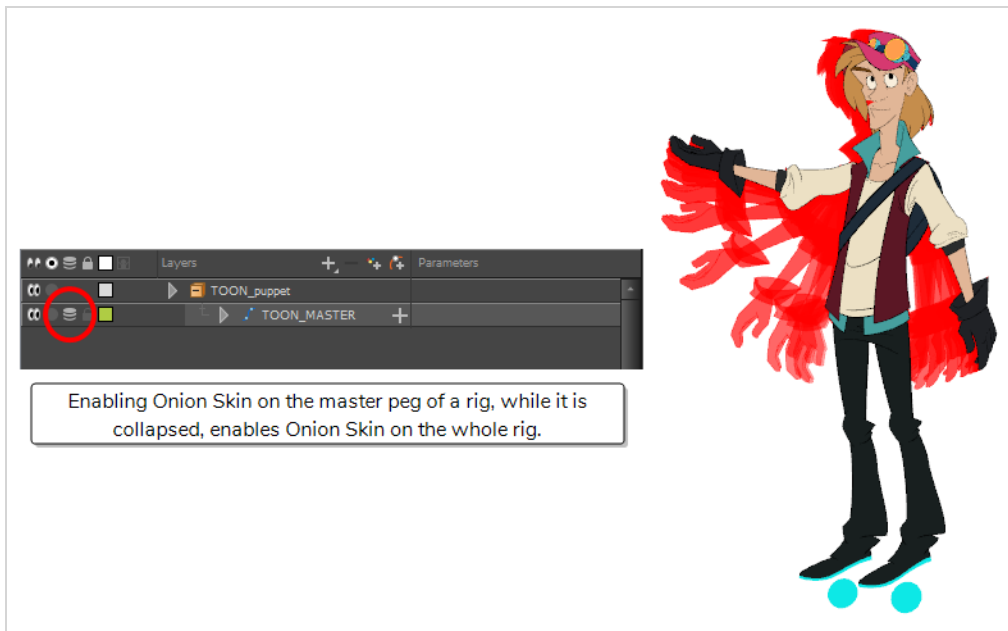 Layers
Parameters
TOON_puppet
TOON_MASTER
Enabling Onion Skin on the master peg of a rig, while it is
collapsed, enables Onion Skin on the whole rig.